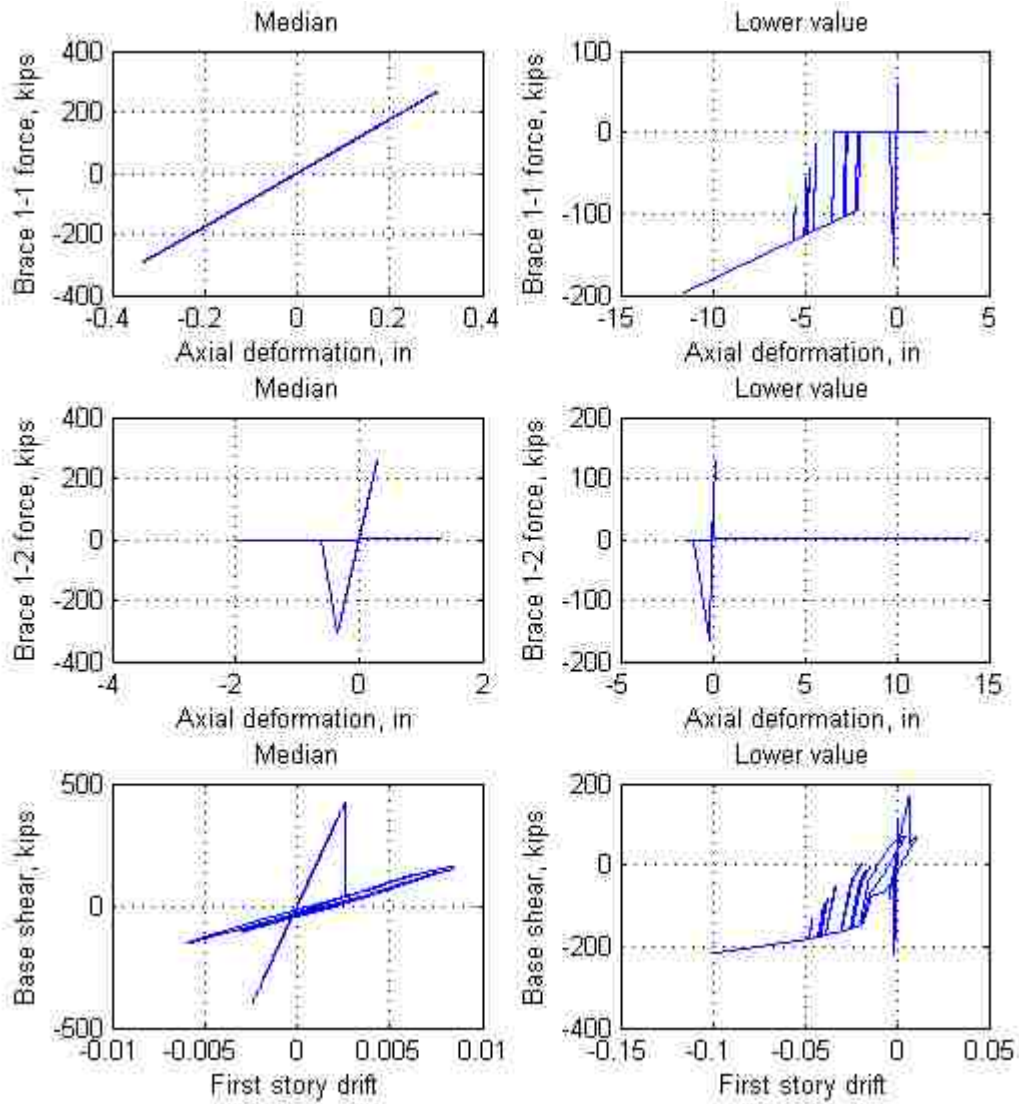 Median
Brace 1-1 force, kips
400
200
0
-200
-400
-0.4 -0.2 0 0.2 0.4
Axial deformation, in
Lower value
Brace 1-1 force, kips
100
0
-100
-200
-15 -10 -5 0 5
Axial deformation, in
Median
Brace 1-2 force, kips
400
200
0
-200
-400
-4 -2 0 2
Axial deformation, in
Lower value
Brace 1-2 force, kips
200
100
0
-100
-200
-5 0 5 10 15
Axial deformation, in
Median
Base shear, kips
500
0
-500
-0.01 -0.005 0 0.005 0.01
First story drift
Lower value
Base shear, kips
200
0
-200
-400
-0.15 -0.1 -0.05 0 0.05
First story drift